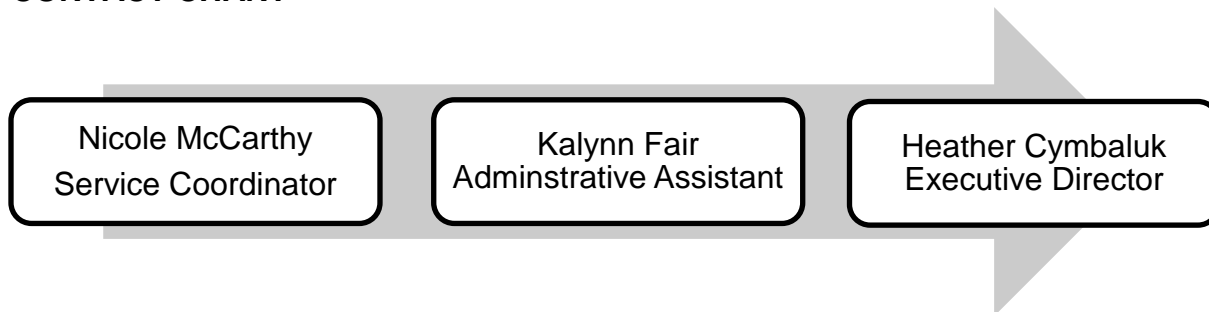 Nicole McCarthy
Service Coordinator
Kalynn Fair
Adminstrative Assistant
Heather Cymbaluk
Executive Director